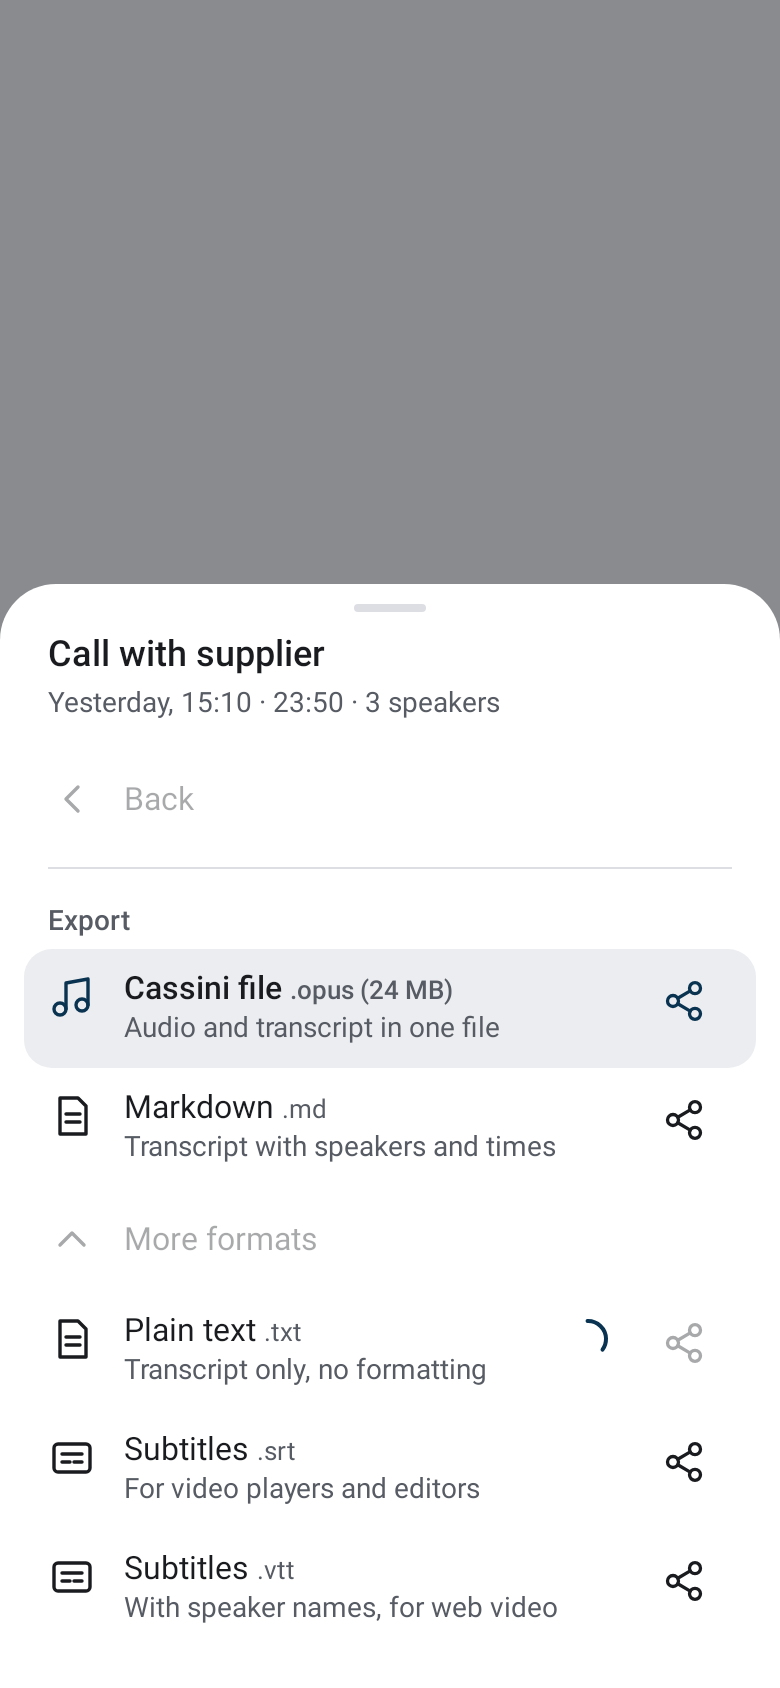 Call with supplier
Yesterday, 15:10 · 23:50 · 3 speakers
Back
Export
Cassini file .opus (24 MB)
Audio and transcript in one file
Markdown .md
Transcript with speakers and times
More formats
Plain text .txt
Transcript only, no formatting
Subtitles .srt
For video players and editors
Subtitles .vtt
With speaker names, for web video